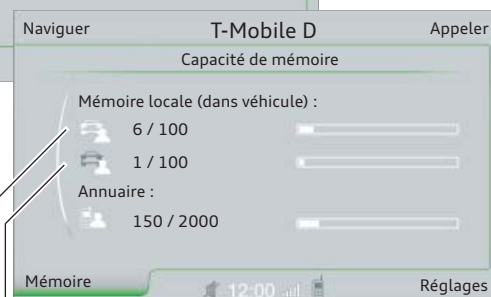 Naviguer T-Mobile D Appeler
Capacité de mémoire
Mémoire locale (dans véhicule) :
6 / 100
1 / 100
Annuaire :
150 / 2000
Mémoire 12:00 Réglages